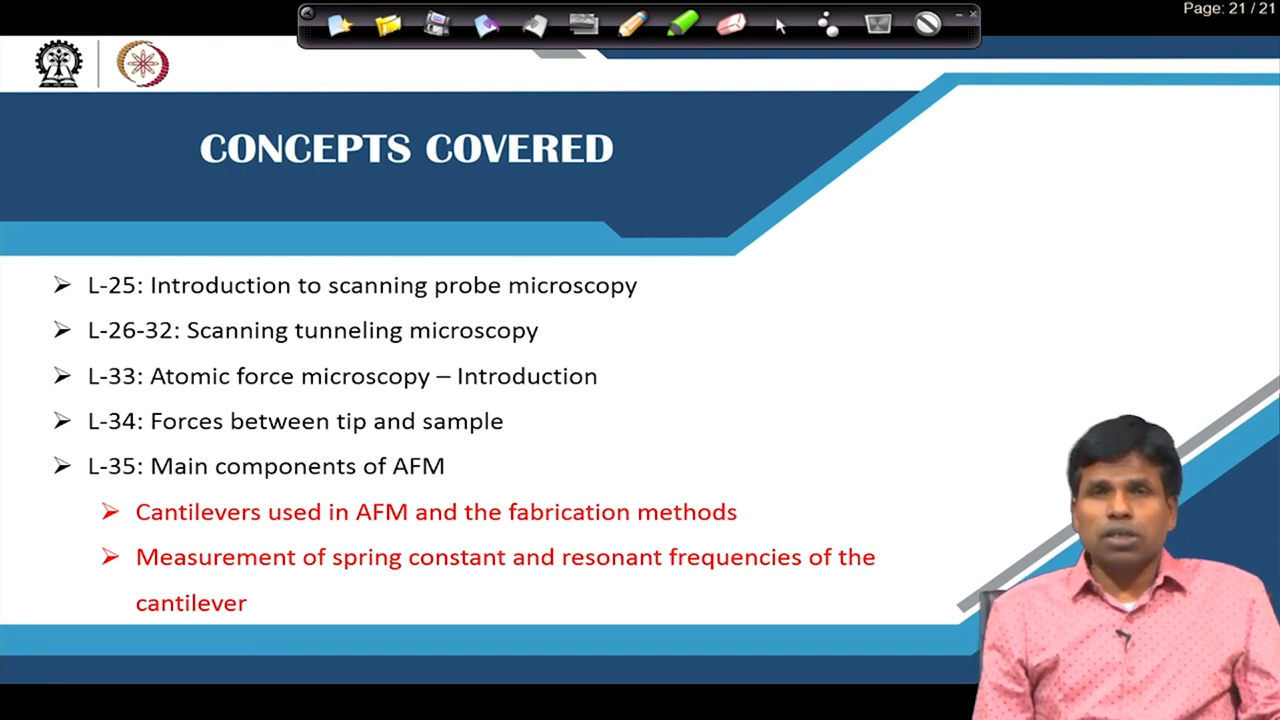 Page: 21 / 21
CONCEPTS COVERED
L-25: Introduction to scanning probe microscopy
L-26-32: Scanning tunneling microscopy
L-33: Atomic force microscopy – Introduction
L-34: Forces between tip and sample
L-35: Main components of AFM
Cantilevers used in AFM and the fabrication methods
Measurement of spring constant and resonant frequencies of the
cantilever